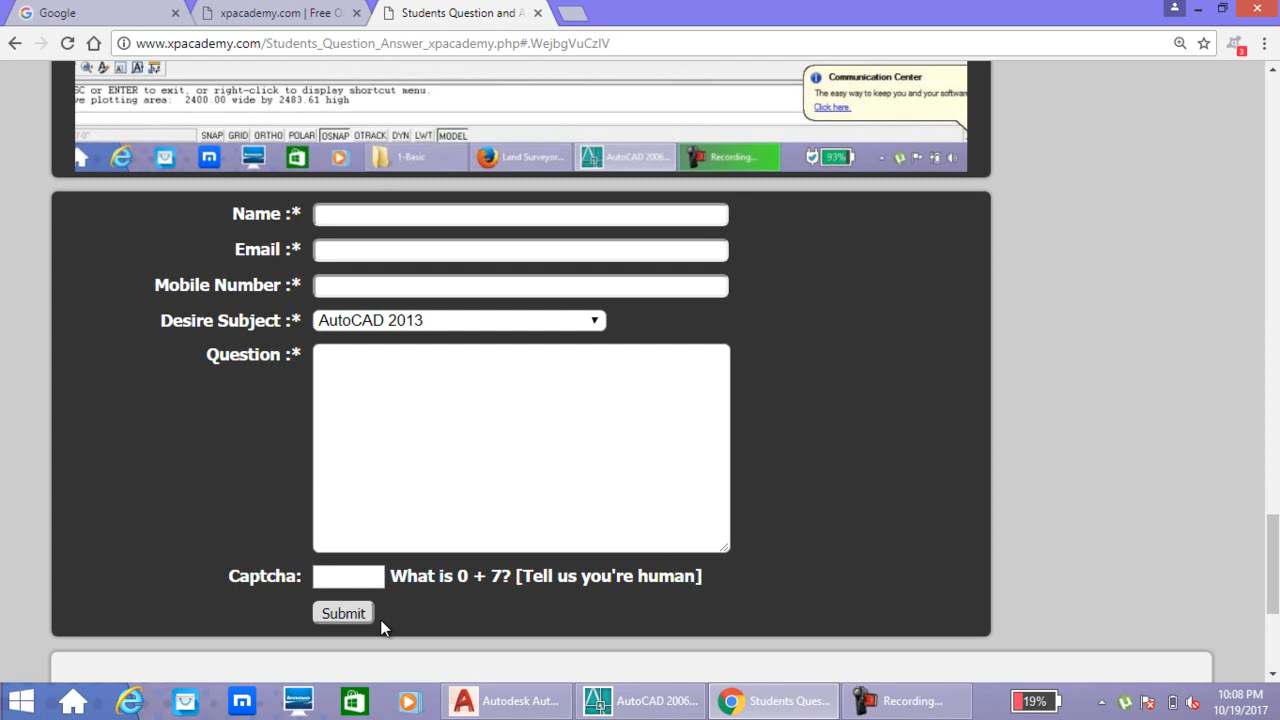 Google
xpacademy.com | Free O
Students Question and A
www.xpacademy.com/Students_Question_Answer_xpacademy.php#.WejbgVuCzIV
3
SC or ENTER to exit, or right-click to display shortcut menu.
ve plotting area: 2400.00 wide by 2483.61 high
Communication Center
The easy way to keep you and your software
Click here.
SNAP GRID ORTHO POLAR OSNAP OTRACK DYN LWT MODEL
1-Basic
Land Surveyor...
AutoCAD 2006...
Recording...
93%
Name :*
Email :*
Mobile Number :*
Desire Subject :* AutoCAD 2013
Question :*
Captcha: What is 0 + 7? [Tell us you're human]
Submit
Autodesk Aut...
AutoCAD 2006...
Students Ques...
Recording...
19%
10:08 PM
10/19/2017